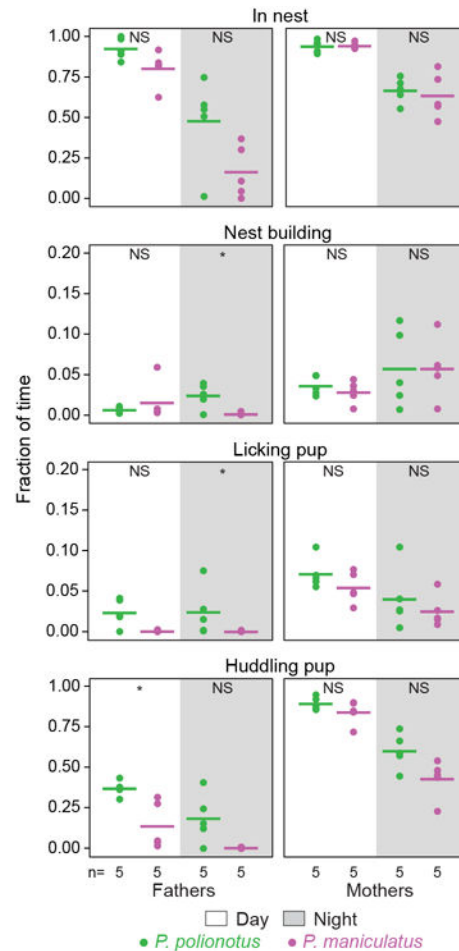 In nest
NS NS NS NS
1.00
0.75
0.50
0.25
0.00
Nest building
NS * NS NS
0.20
0.15
0.10
0.05
0.00
Fraction of time
Licking pup
NS * NS NS
0.20
0.15
0.10
0.05
0.00
Huddling pup
* NS NS NS
1.00
0.75
0.50
0.25
0.00
n= 5 5 5 5 5 5 5 5
Fathers Mothers
Day Night
P. polionotus P. maniculatus